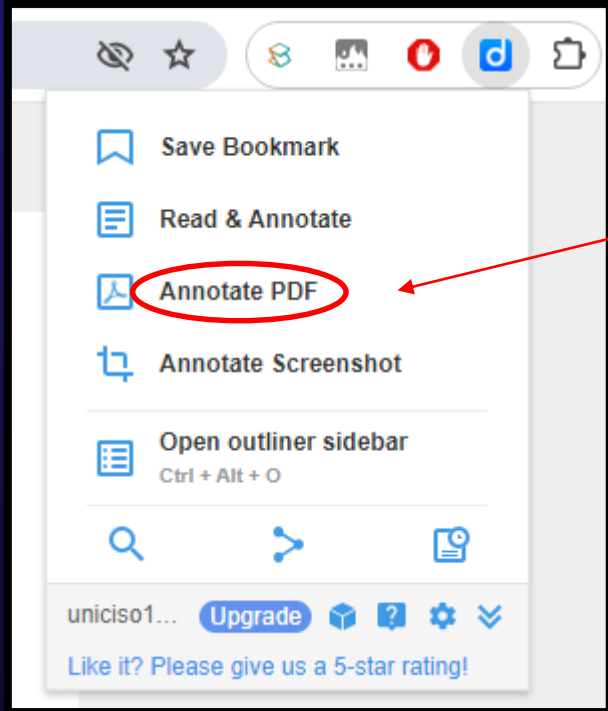 Save Bookmark
Read & Annotate
Annotate PDF
Annotate Screenshot
Open outliner sidebar
Ctrl + Alt + O
uniciso1... Upgrade
Like it? Please give us a 5-star rating!